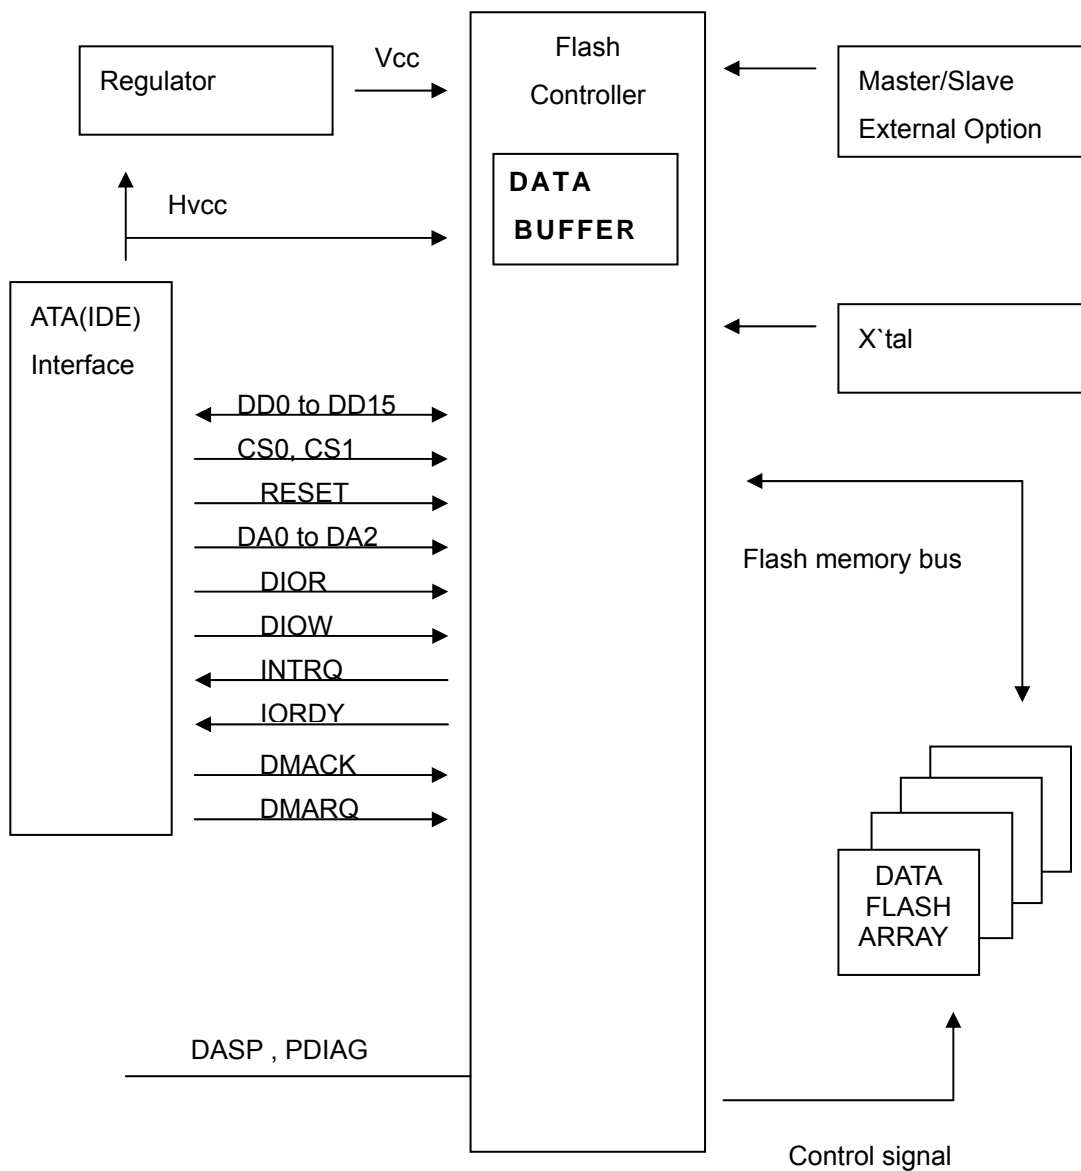 Regulator
Vcc
Flash
Controller
DATA
BUFFER
Master/Slave
External Option
Hvcc
ATA(IDE)
Interface
X`tal
DD0 to DD15
CS0, CS1
RESET
DA0 to DA2
DIOR
DIOW
INTRQ
IORDY
DMACK
DMARQ
Flash memory bus
DATA
FLASH
ARRAY
DASP , PDIAG
Control signal